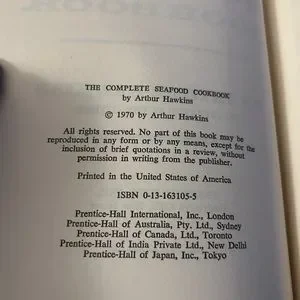 THE COMPLETE SEAFOOD COOKBOOK
by Arthur Hawkins
© 1970 by Arthur Hawkins
All rights reserved. No part of this book may be
reproduced in any form or by any means, except for the
inclusion of brief quotations in a review, without
permission in writing from the publisher.
Printed in the United States of America
ISBN 0-13-163105-5
Prentice-Hall International, Inc., London
Prentice-Hall of Australia, Pty. Ltd., Sydney
Prentice-Hall of Canada, Ltd., Toronto
Prentice-Hall of India Private Ltd., New Delhi
Prentice-Hall of Japan, Inc., Tokyo